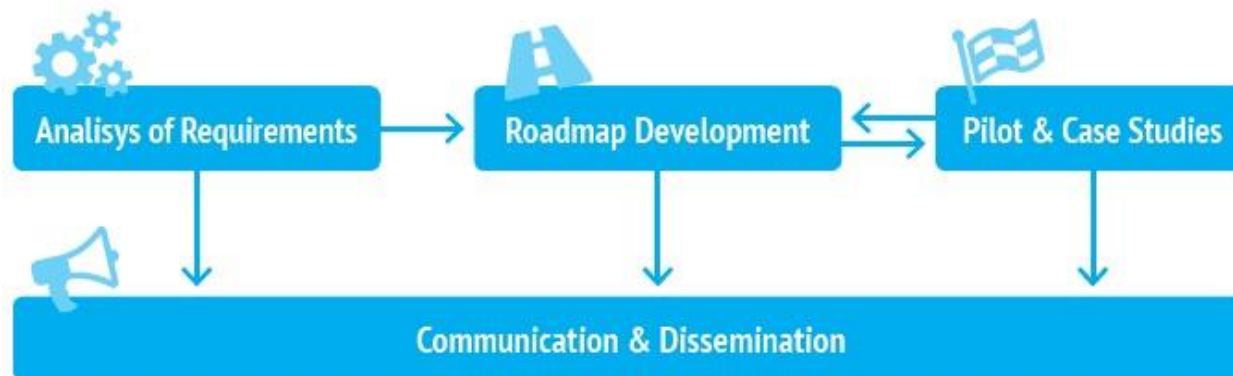 Analisys of Requirements
Roadmap Development
Pilot & Case Studies
Communication & Dissemination